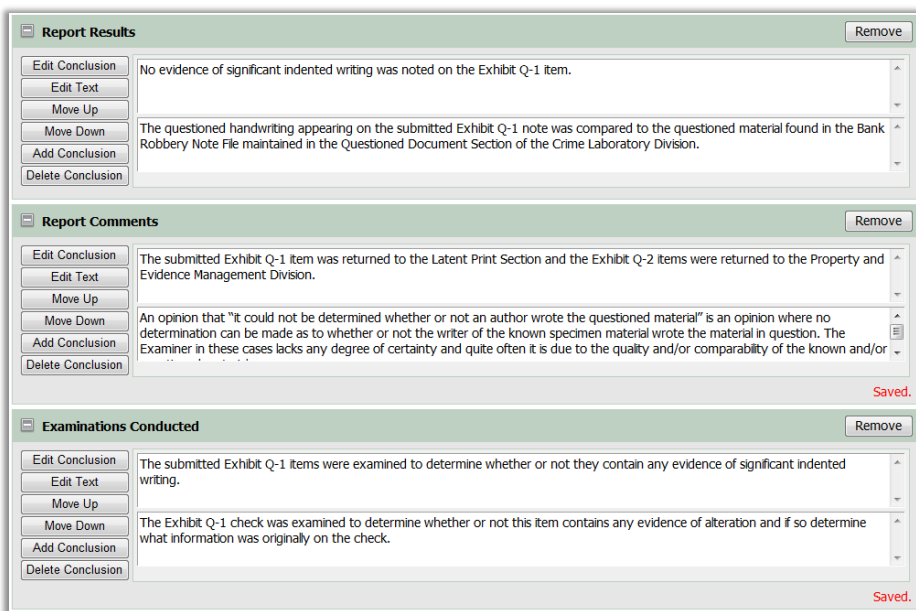 Report Results
Remove
Edit Conclusion
Edit Text
Move Up
Move Down
Add Conclusion
Delete Conclusion
No evidence of significant indented writing was noted on the Exhibit Q-1 item.
The questioned handwriting appearing on the submitted Exhibit Q-1 note was compared to the questioned material found in the Bank
Robbery Note File maintained in the Questioned Document Section of the Crime Laboratory Division.
Report Comments
Remove
Edit Conclusion
Edit Text
Move Up
Move Down
Add Conclusion
Delete Conclusion
The submitted Exhibit Q-1 item was returned to the Latent Print Section and the Exhibit Q-2 items were returned to the Property and
Evidence Management Division.
An opinion that “it could not be determined whether or not an author wrote the questioned material” is an opinion where no
determination can be made as to whether or not the writer of the known specimen material wrote the material in question. The
Examiner in these cases lacks any degree of certainty and quite often it is due to the quality and/or comparability of the known and/or
Saved.
Examinations Conducted
Remove
Edit Conclusion
Edit Text
Move Up
Move Down
Add Conclusion
Delete Conclusion
The submitted Exhibit Q-1 items were examined to determine whether or not they contain any evidence of significant indented
writing.
The Exhibit Q-1 check was examined to determine whether or not this item contains any evidence of alteration and if so determine
what information was originally on the check.
Saved.